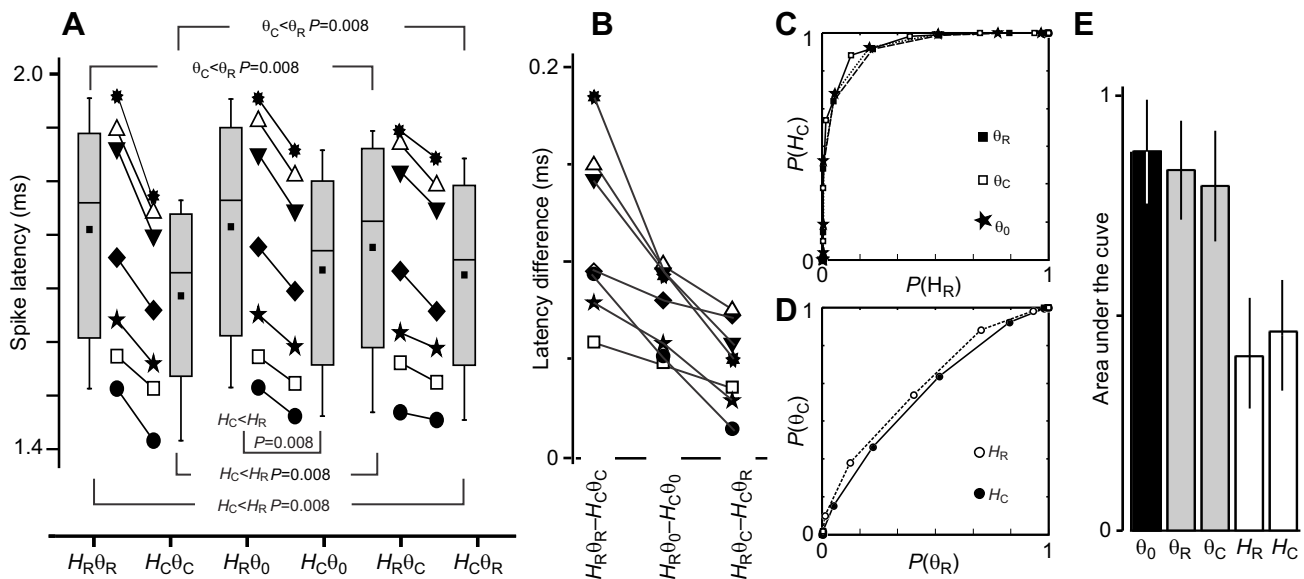 A
θC<θR P=0.008
θC<θR P=0.008
2.0
Spike latency (ms)
1.4
HC<HR
P=0.008
HC<HR P=0.008
HC<HR P=0.008
HRθR
HCθC
HRθ0
HCθ0
HRθC
HCθR
B
0.2
Latency difference (ms)
0
HRθR–HCθC
HRθ0–HCθ0
HRθC–HCθR
C
1
P(HC)
θR
θC
θ0
0
0
P(HR)
1
D
1
P(θC)
HR
HC
0
0
P(θR)
1
E
1
Area under the cuve
0
θ0
θR
θC
HR
HC